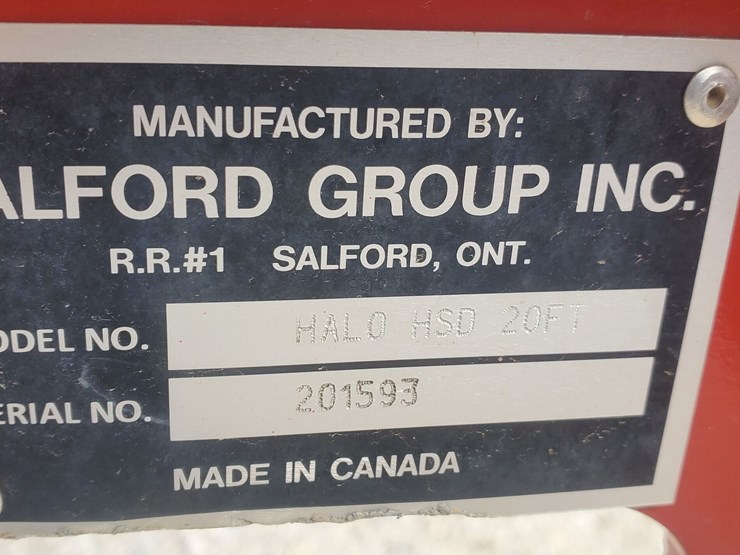 MANUFACTURED BY:
ALFORD GROUP INC.
R.R.#1 SALFORD, ONT.
ODEL NO. HALO HSD 20FT
ERIAL NO. 201593
MADE IN CANADA